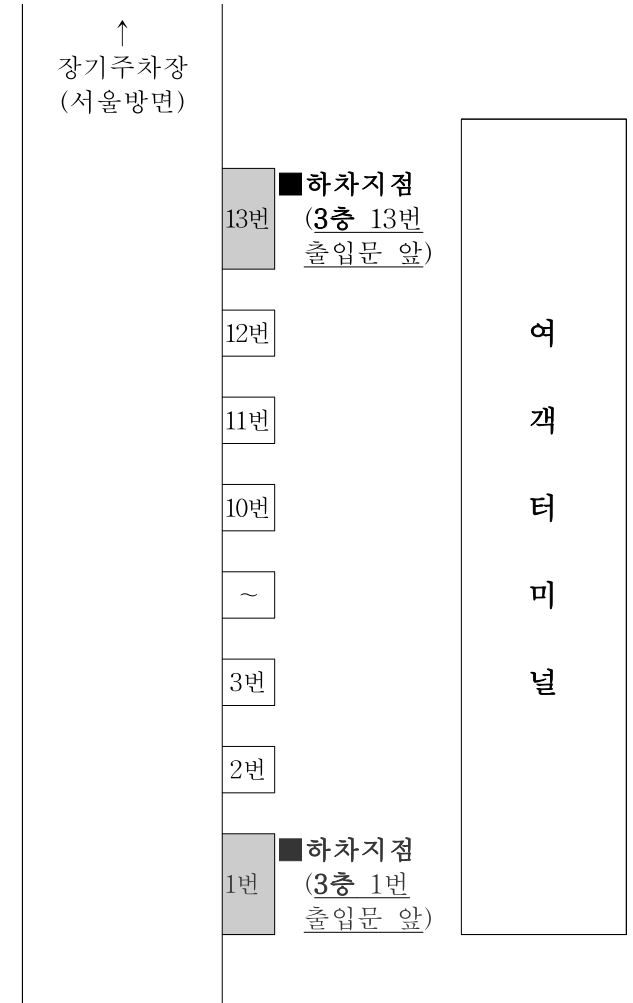 ↑
장기주차장
(서울방면)
13번
■하차지점
(3층 13번
출입문 앞)
12번
11번
10번
~
3번
2번
1번
■하차지점
(3층 1번
출입문 앞)
여
객
터
미
널